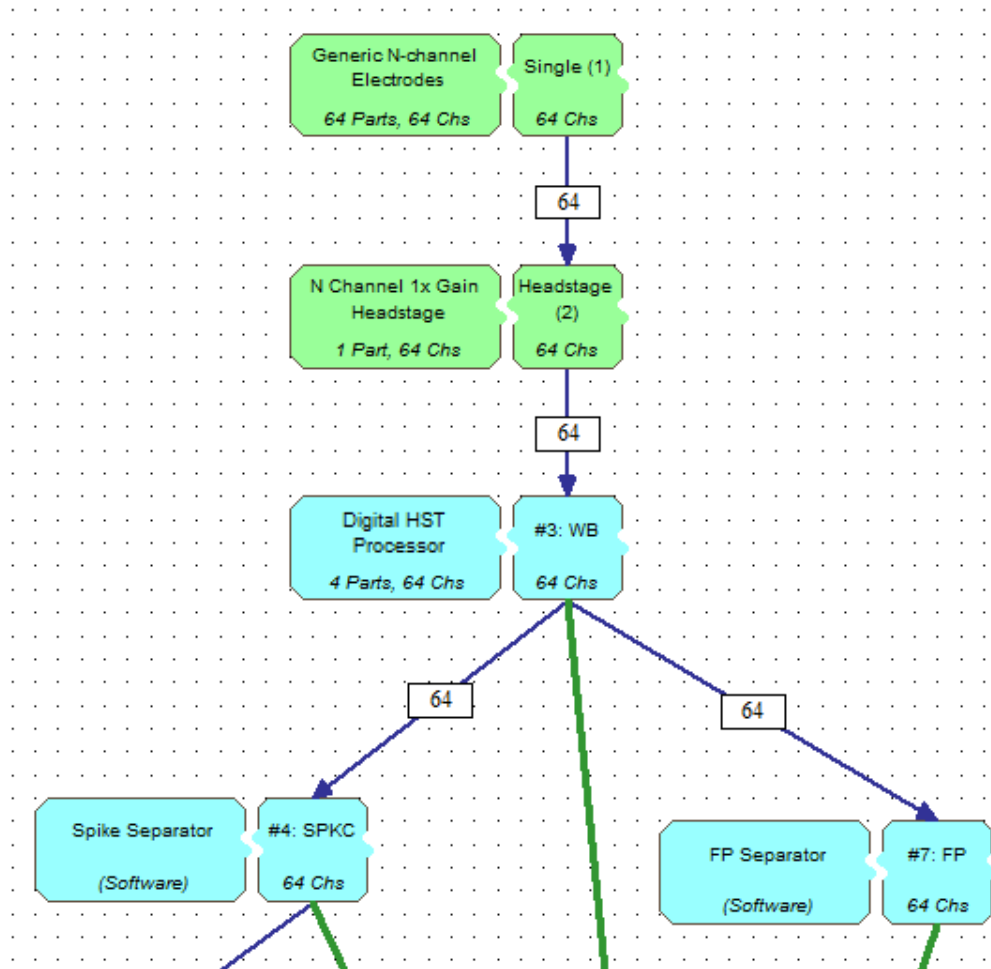 Generic N-channel
Electrodes
64 Parts, 64 Chs
Single (1)
64 Chs
64
N Channel 1x Gain
Headstage
1 Part, 64 Chs
Headstage
(2)
64 Chs
64
Digital HST
Processor
4 Parts, 64 Chs
#3: WB
64 Chs
64
64
Spike Separator
(Software)
#4: SPKC
64 Chs
FP Separator
(Software)
#7: FP
64 Chs